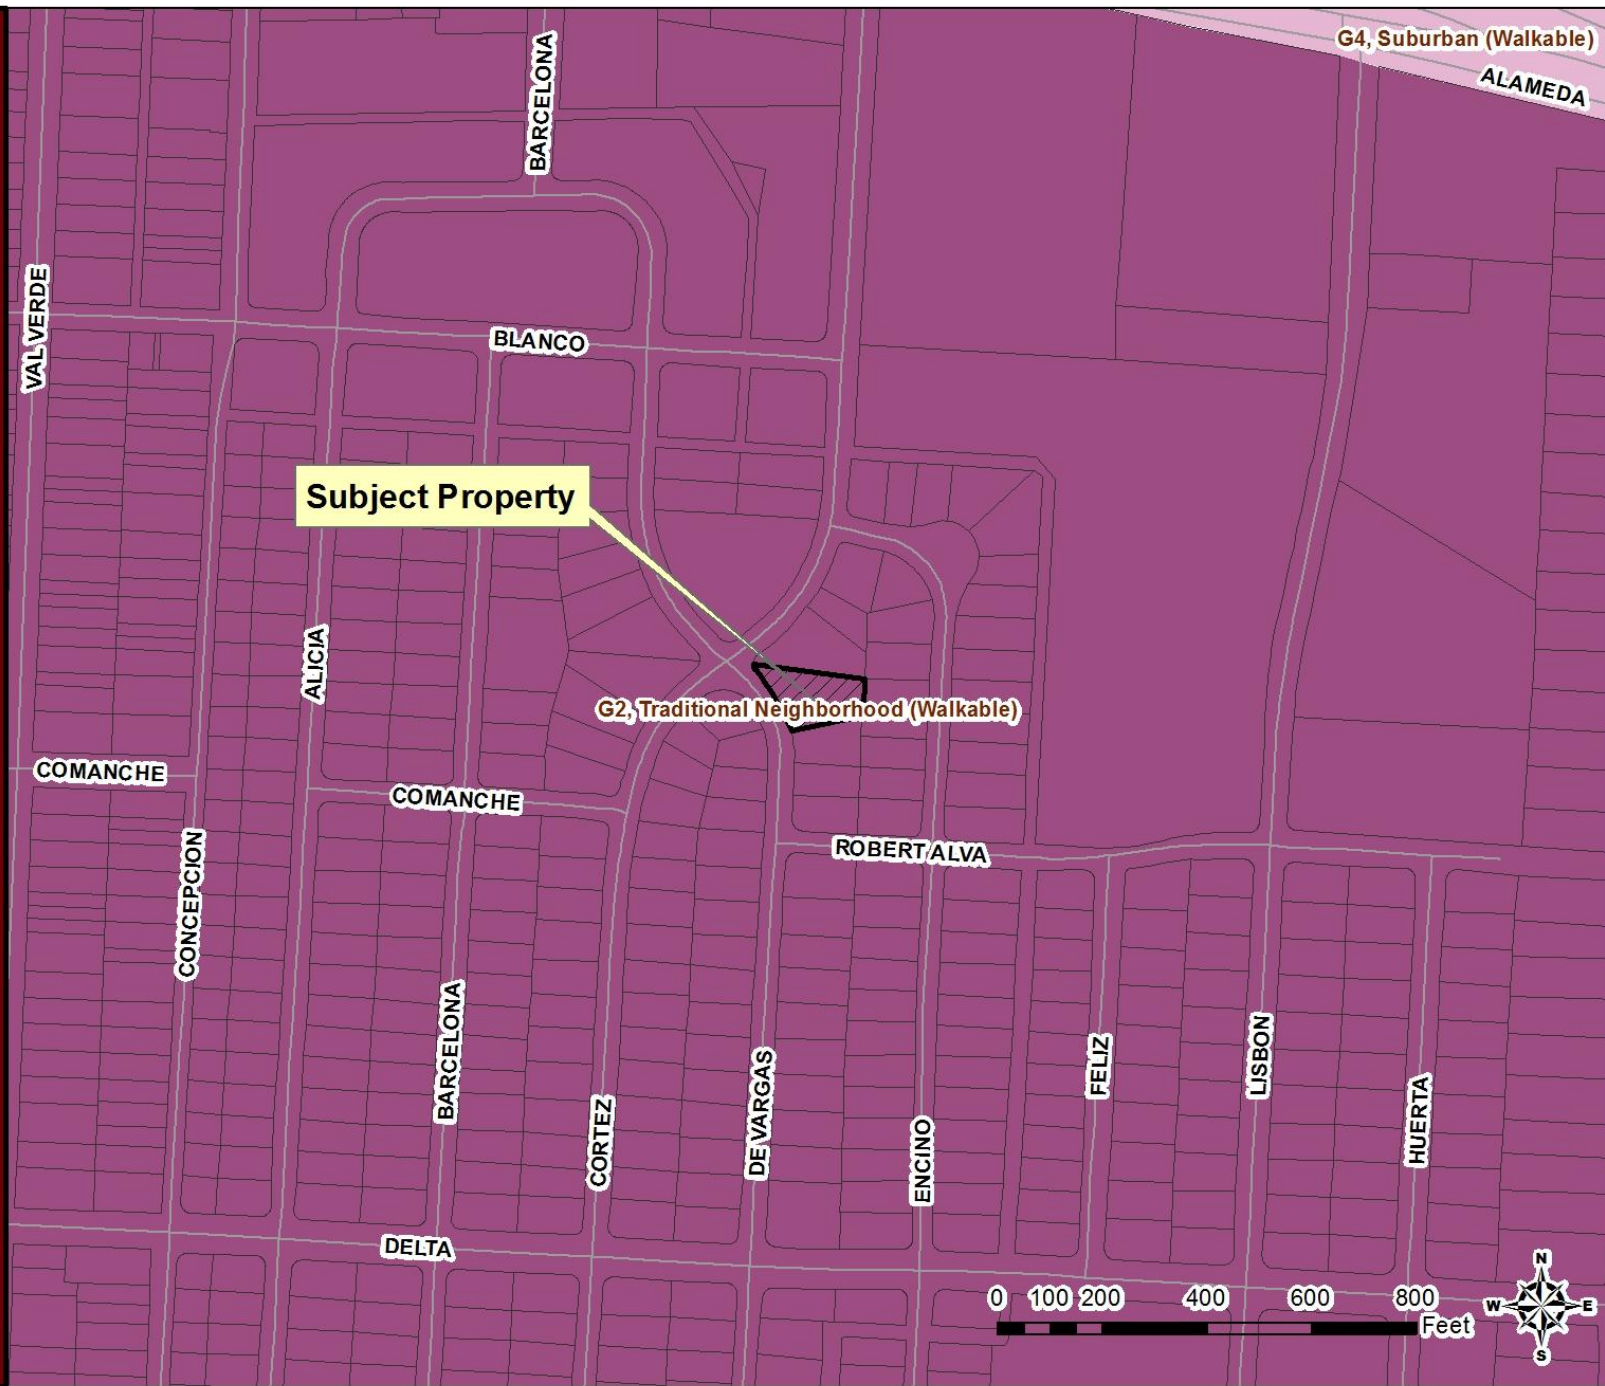 G4, Suburban (Walkable)
ALAMEDA
BARCELONA
VAL VERDE
BLANCO
Subject Property
ALICIA
G2, Traditional Neighborhood (Walkable)
COMANCHE
COMANCHE
ROBERT ALVA
CONCEPCION
BARCELONA
CORTEZ
DE VARGAS
ENCINO
FELIZ
LISBON
HUERTA
DELTA
0 100 200 400 600 800
Feet
N
W E
S